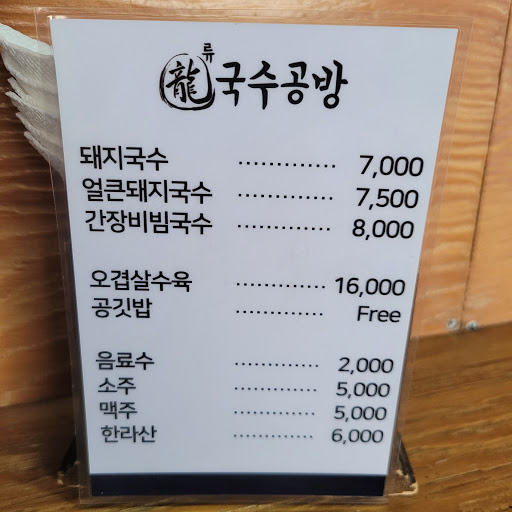 류
龍 국수공방
돼지국수 ............. 7,000
얼큰돼지국수 ............ 7,500
간장비빔국수 ............ 8,000
오겹살수육 ............ 16,000
공깃밥 ............ Free
음료수 ............ 2,000
소주 ............ 5,000
맥주 ............ 5,000
한라산 ............ 6,000